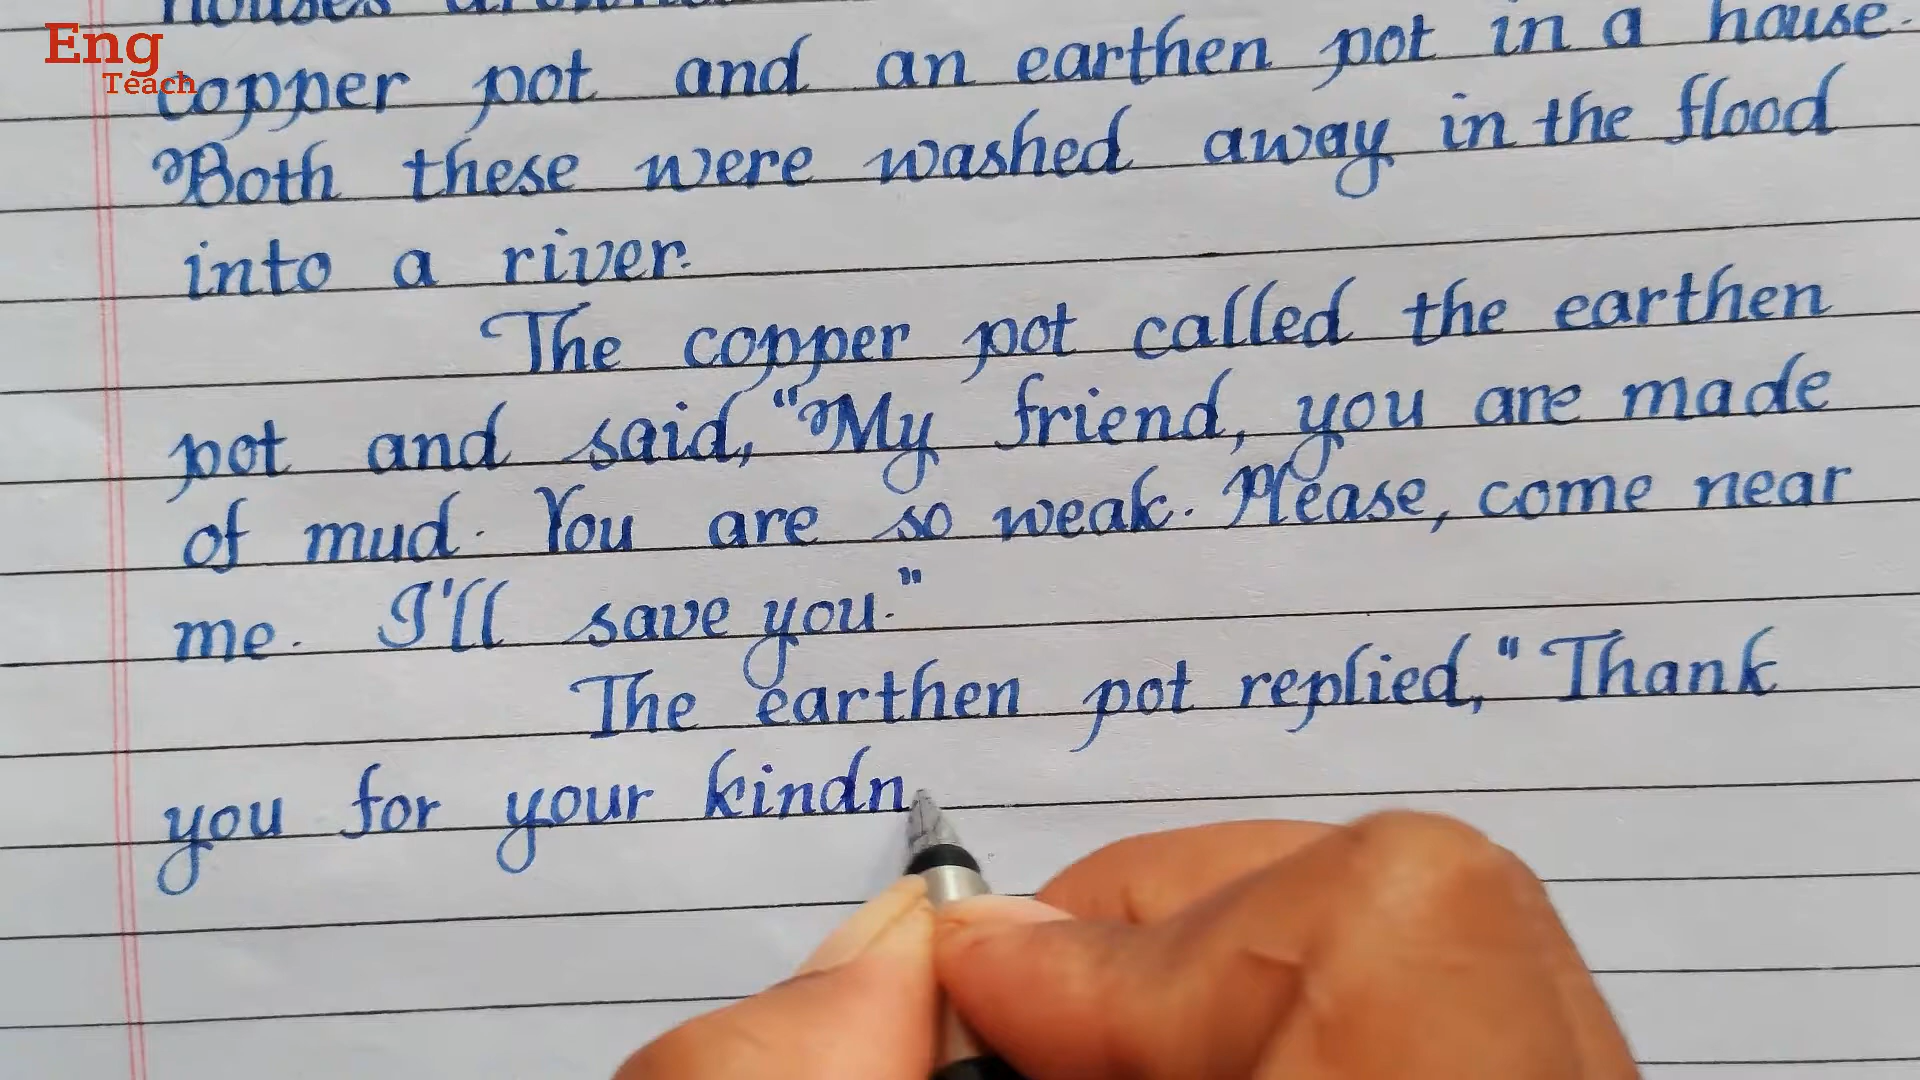 Eng
Teach
houses
copper pot and an earthen pot in a house.
Both these were washed away in the flood
into a river.
The copper pot called the earthen
pot and said, "My friend, you are made
of mud. You are so weak. Please, come near
me. I'll save you."
The earthen pot replied, "Thank
you for your kindn